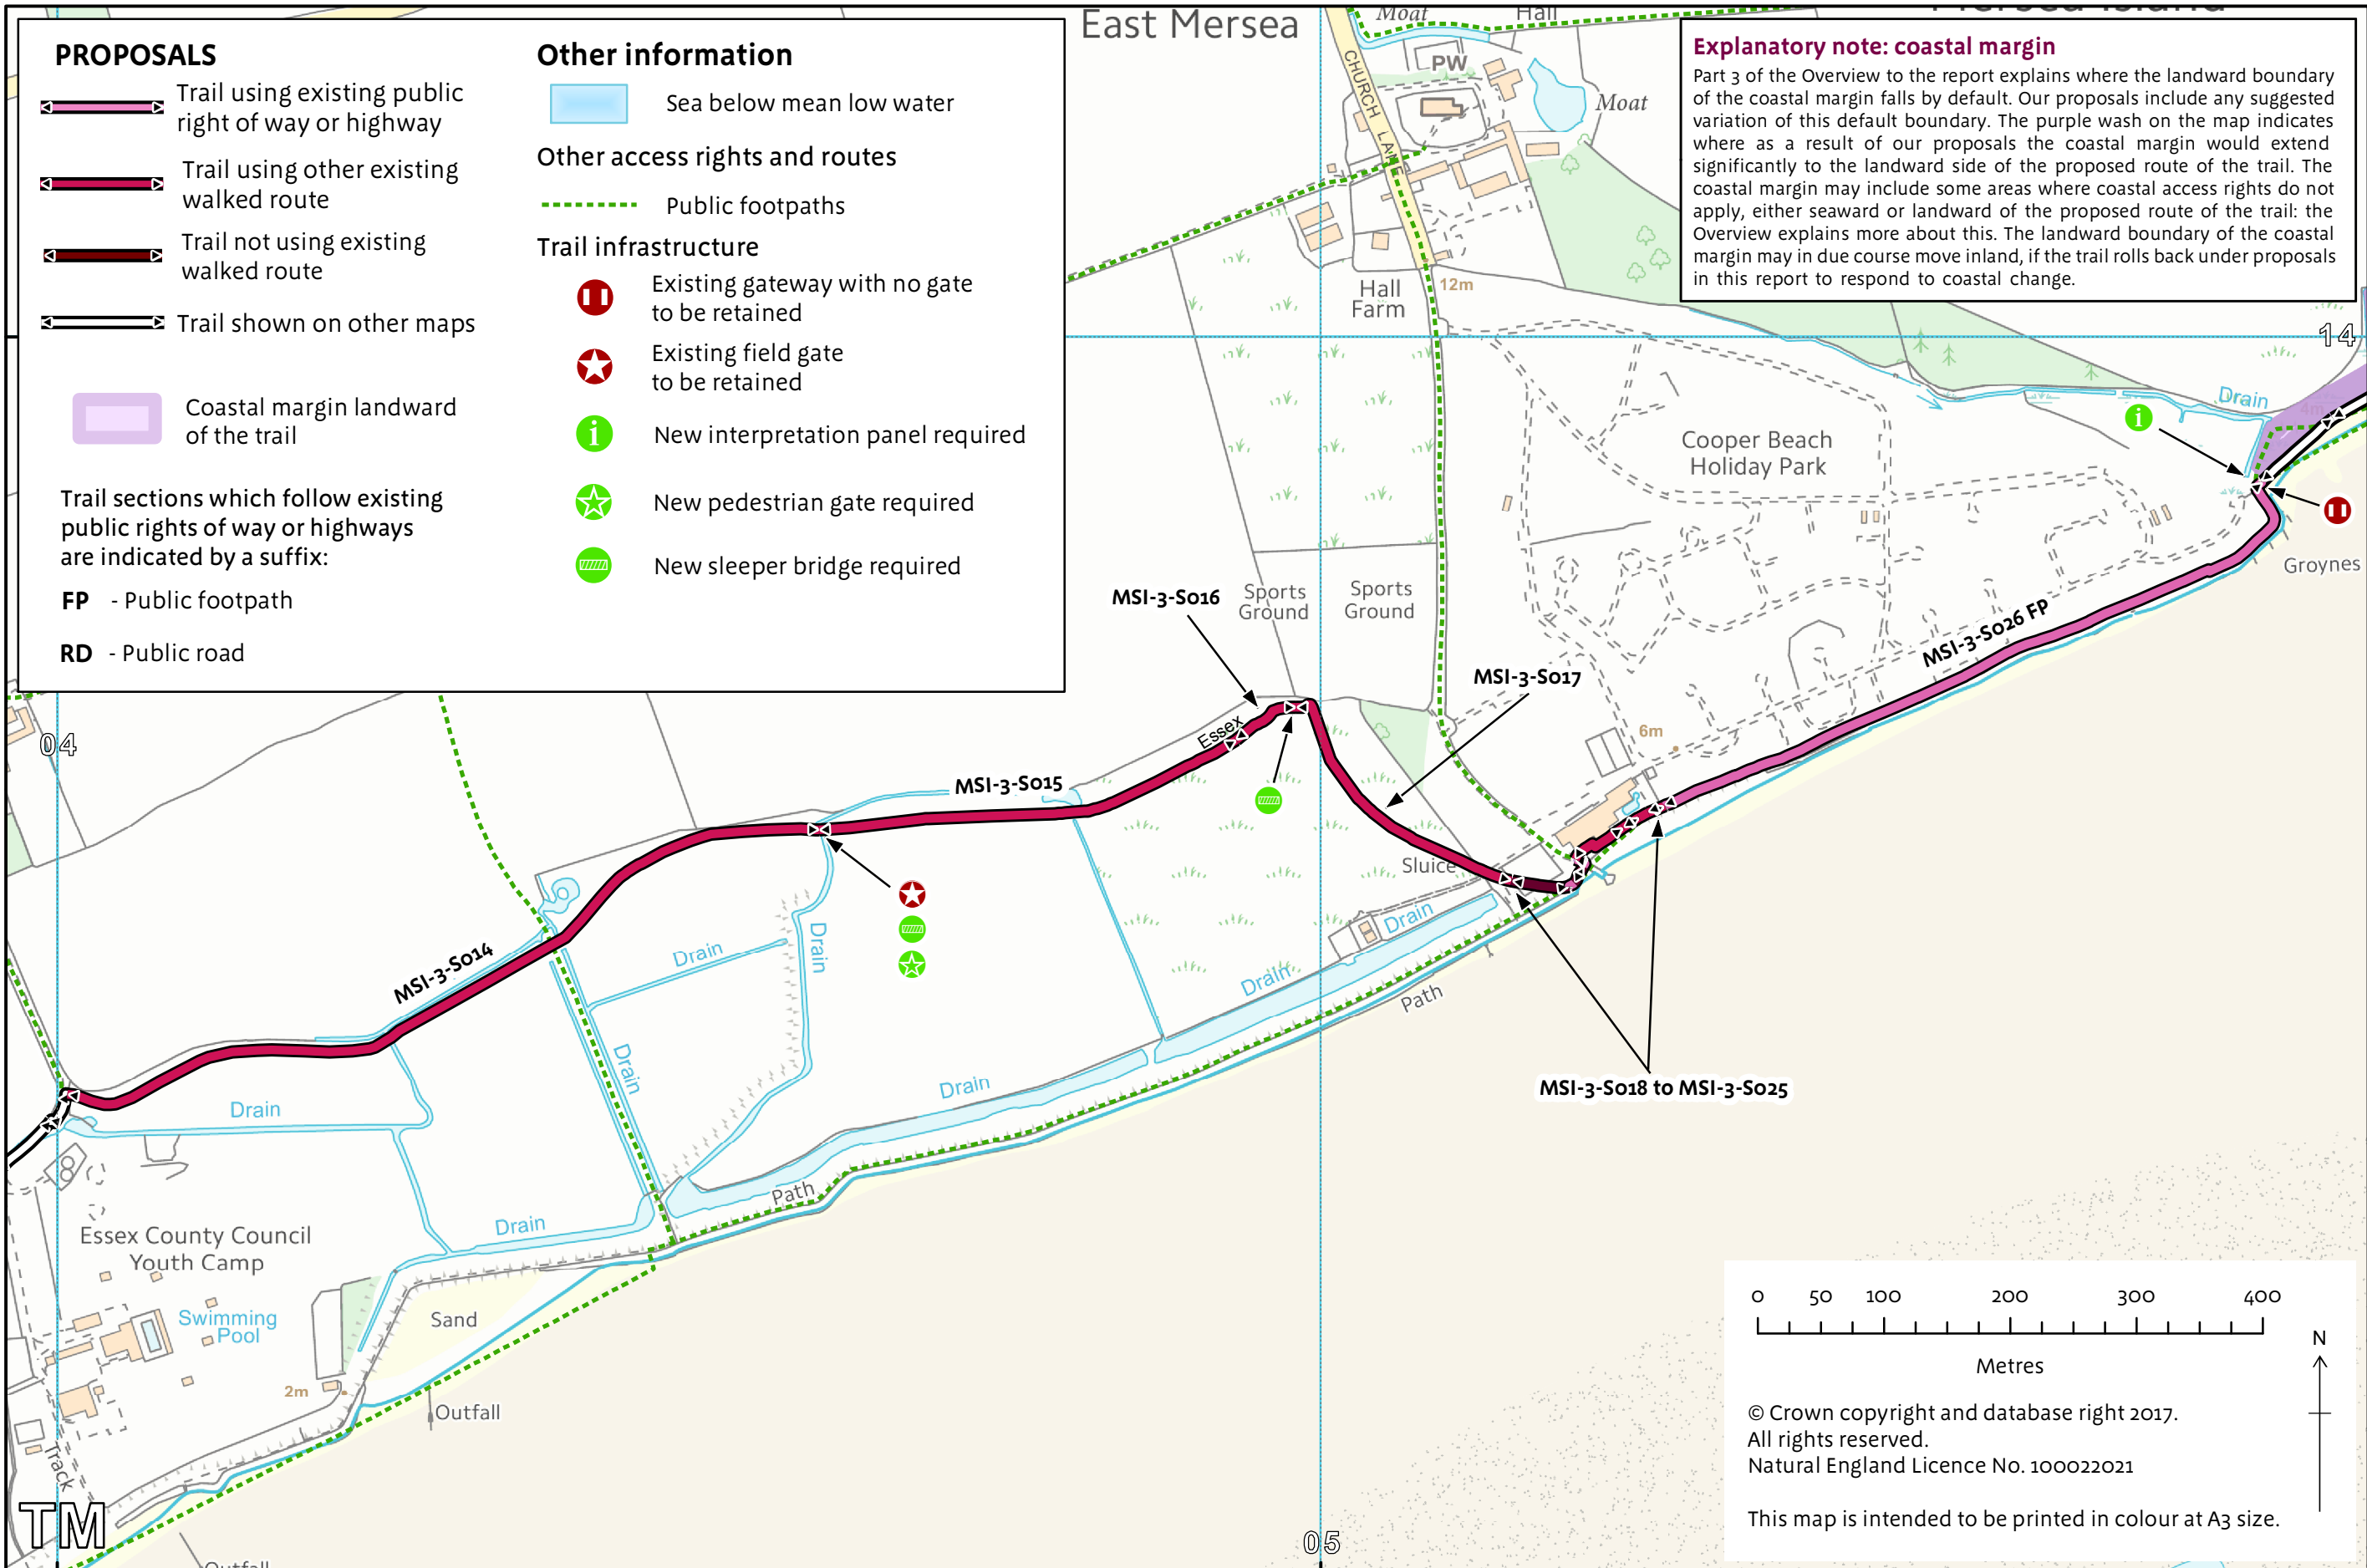 PROPOSALS
Trail using existing public
right of way or highway
Trail using other existing
walked route
Trail not using existing
walked route
Trail shown on other maps
Coastal margin landward
of the trail
Trail sections which follow existing
public rights of way or highways
are indicated by a suffix:
FP - Public footpath
RD - Public road
Other information
Sea below mean low water
Other access rights and routes
Public footpaths
Trail infrastructure
Existing gateway with no gate
to be retained
Existing field gate
to be retained
New interpretation panel required
New pedestrian gate required
New sleeper bridge required
East Mersea
Moat
Hall
Mersea Island
CHURCH LANE
PW
Moat
Hall
Farm
12m
Explanatory note: coastal margin
Part 3 of the Overview to the report explains where the landward boundary
of the coastal margin falls by default. Our proposals include any suggested
variation of this default boundary. The purple wash on the map indicates
where as a result of our proposals the coastal margin would extend
significantly to the landward side of the proposed route of the trail. The
coastal margin may include some areas where coastal access rights do not
apply, either seaward or landward of the proposed route of the trail: the
Overview explains more about this. The landward boundary of the coastal
margin may in due course move inland, if the trail rolls back under proposals
in this report to respond to coastal change.
14
Drain
4m
Cooper Beach
Holiday Park
Groynes
MSI-3-S016
Sports
Ground
Sports
Ground
MSI-3-S026 FP
MSI-3-S017
6m
04
Essex
MSI-3-S015
Sluice
MSI-3-S014
Drain
Drain
Drain
Drain
Path
Drain
Drain
MSI-3-S018 to MSI-3-S025
Drain
Path
Drain
Essex County Council
Youth Camp
Swimming
Pool
Sand
2m
Outfall
Track
TM
Outfall
05
0 50 100 200 300 400
Metres
N
© Crown copyright and database right 2017.
All rights reserved.
Natural England Licence No. 100022021
This map is intended to be printed in colour at A3 size.